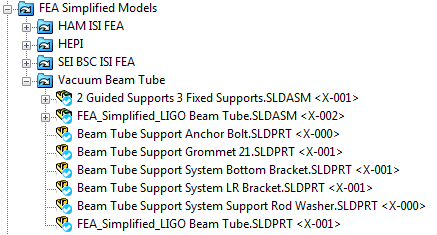 FEA Simplified Models
HAM ISI FEA
HEPI
SEI BSC ISI FEA
Vacuum Beam Tube
2 Guided Supports 3 Fixed Supports.SLDASM <X-001>
FEA_Simplified_LIGO Beam Tube.SLDASM <X-002>
Beam Tube Support Anchor Bolt.SLDPRT <X-000>
Beam Tube Support Grommet 21.SLDPRT <X-001>
Beam Tube Support System Bottom Bracket.SLDPRT <X-001>
Beam Tube Support System LR Bracket.SLDPRT <X-001>
Beam Tube Support System Support Rod Washer.SLDPRT <X-000>
FEA_Simplified_LIGO Beam Tube.SLDPRT <X-001>